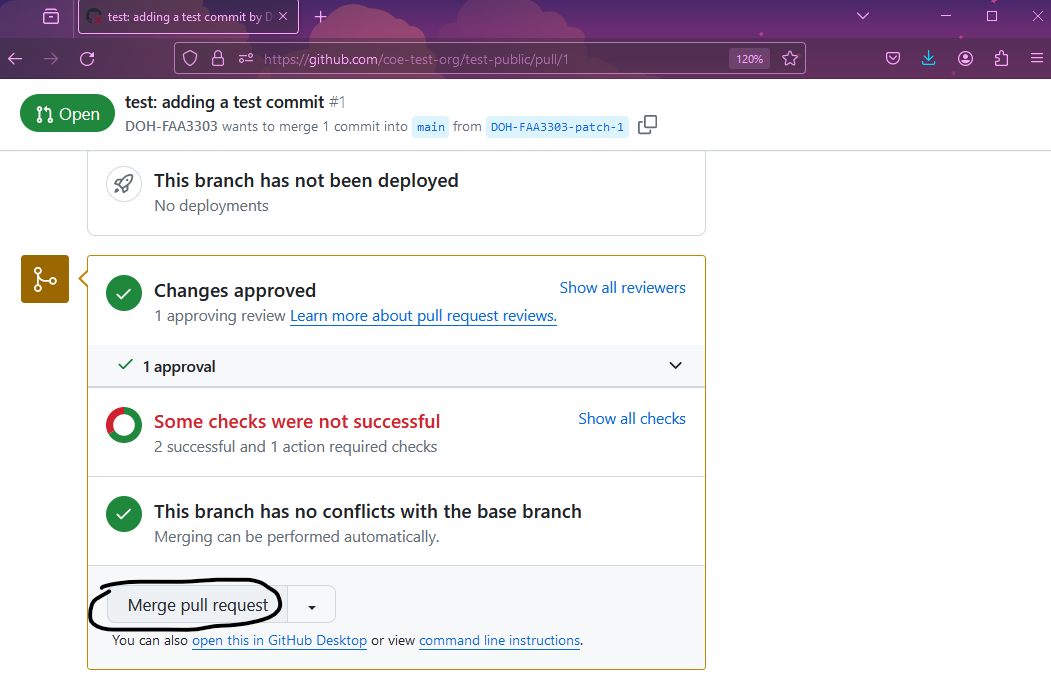 test: adding a test commit by D
https://github.com/coe-test-org/test-public/pull/1
120%
Open
test: adding a test commit #1
DOH-FAA3303 wants to merge 1 commit into main from DOH-FAA3303-patch-1
This branch has not been deployed
No deployments
Changes approved
Show all reviewers
1 approving review Learn more about pull request reviews.
1 approval
Some checks were not successful
Show all checks
2 successful and 1 action required checks
This branch has no conflicts with the base branch
Merging can be performed automatically.
Merge pull request
You can also open this in GitHub Desktop or view command line instructions.